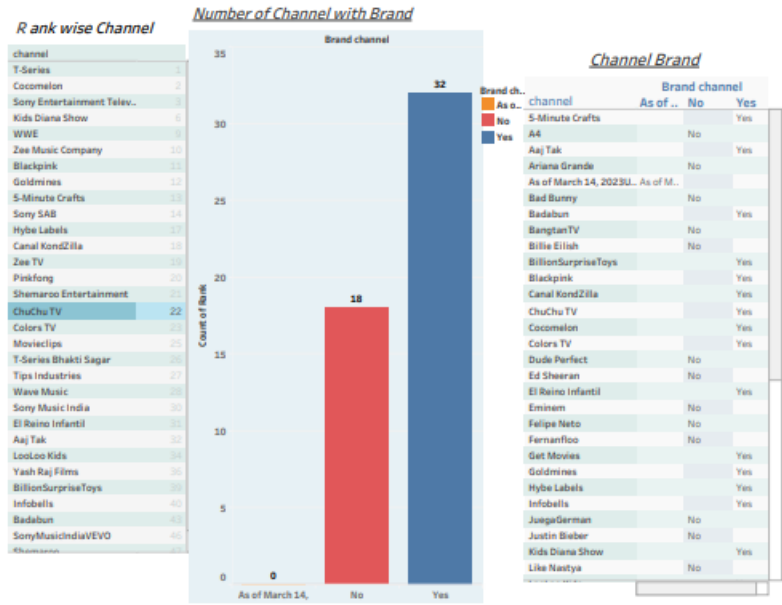 R ank wise Channel
channel
T-Series 1
Cocomelon 2
Sony Entertainment Telev.. 3
Kids Diana Show 6
WWE
Zee Music Company 10
Blackpink 11
Goldmines 12
5-Minute Crafts 13
Sony SAB 14
Hybe Labels 17
Canal KondZilla 18
Zee TV 19
Pinkfong 20
Shemaroo Entertainment 21
ChuChu TV 22
Colors TV 23
Movieclips 25
T-Series Bhakti Sagar 26
Tips Industries 27
Wave Music 28
Sony Music India 30
El Reino Infantil 31
Aaj Tak 32
LooLoo Kids 34
Yash Raj Films 36
BillionSurpriseToys 39
Infobells 40
Badabun 43
SonyMusicIndiaVEVO 46
Shemaroo
Number of Channel with Brand
Brand channel
35
30
25
20
15
10
5
0
Count of Rank
0
18
32
As of March 14,
No
Yes
Brand ch..
As o..
No
Yes
Channel Brand
Brand channel
channel As of .. No Yes
5-Minute Crafts Yes
A4 No
Aaj Tak Yes
Ariana Grande No
As of March 14, 2023U.. As of M..
Bad Bunny No
Badabun Yes
BangtanTV No
Billie Eilish No
BillionSurpriseToys Yes
Blackpink Yes
Canal KondZilla Yes
ChuChu TV Yes
Cocomelon Yes
Colors TV Yes
Dude Perfect No
Ed Sheeran No
El Reino Infantil Yes
Eminem No
Felipe Neto No
Fernanfloo No
Get Movies Yes
Goldmines Yes
Hybe Labels Yes
Infobells Yes
JuegaGerman No
Justin Bieber No
Kids Diana Show Yes
Like Nastya No